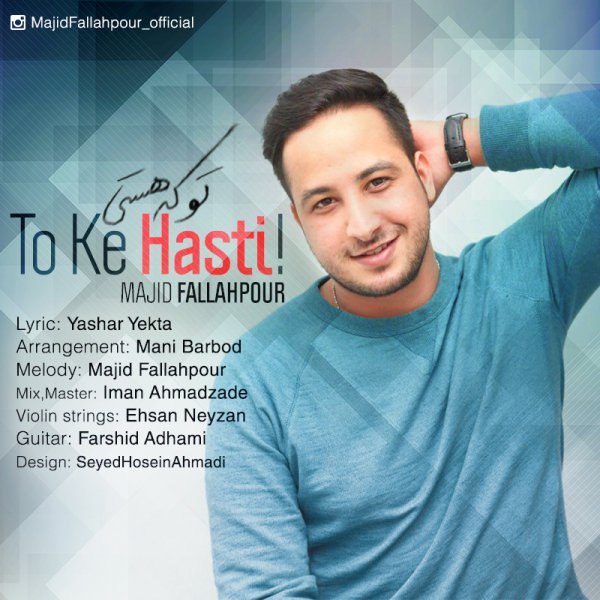 MajidFallahpour_official
تو که هستی
To Ke Hasti!
MAJID FALLAHPOUR
Lyric: Yashar Yekta
Arrangement: Mani Barbod
Melody: Majid Fallahpour
Mix,Master: Iman Ahmadzade
Violin strings: Ehsan Neyzan
Guitar: Farshid Adhami
Design: SeyedHoseinAhmadi